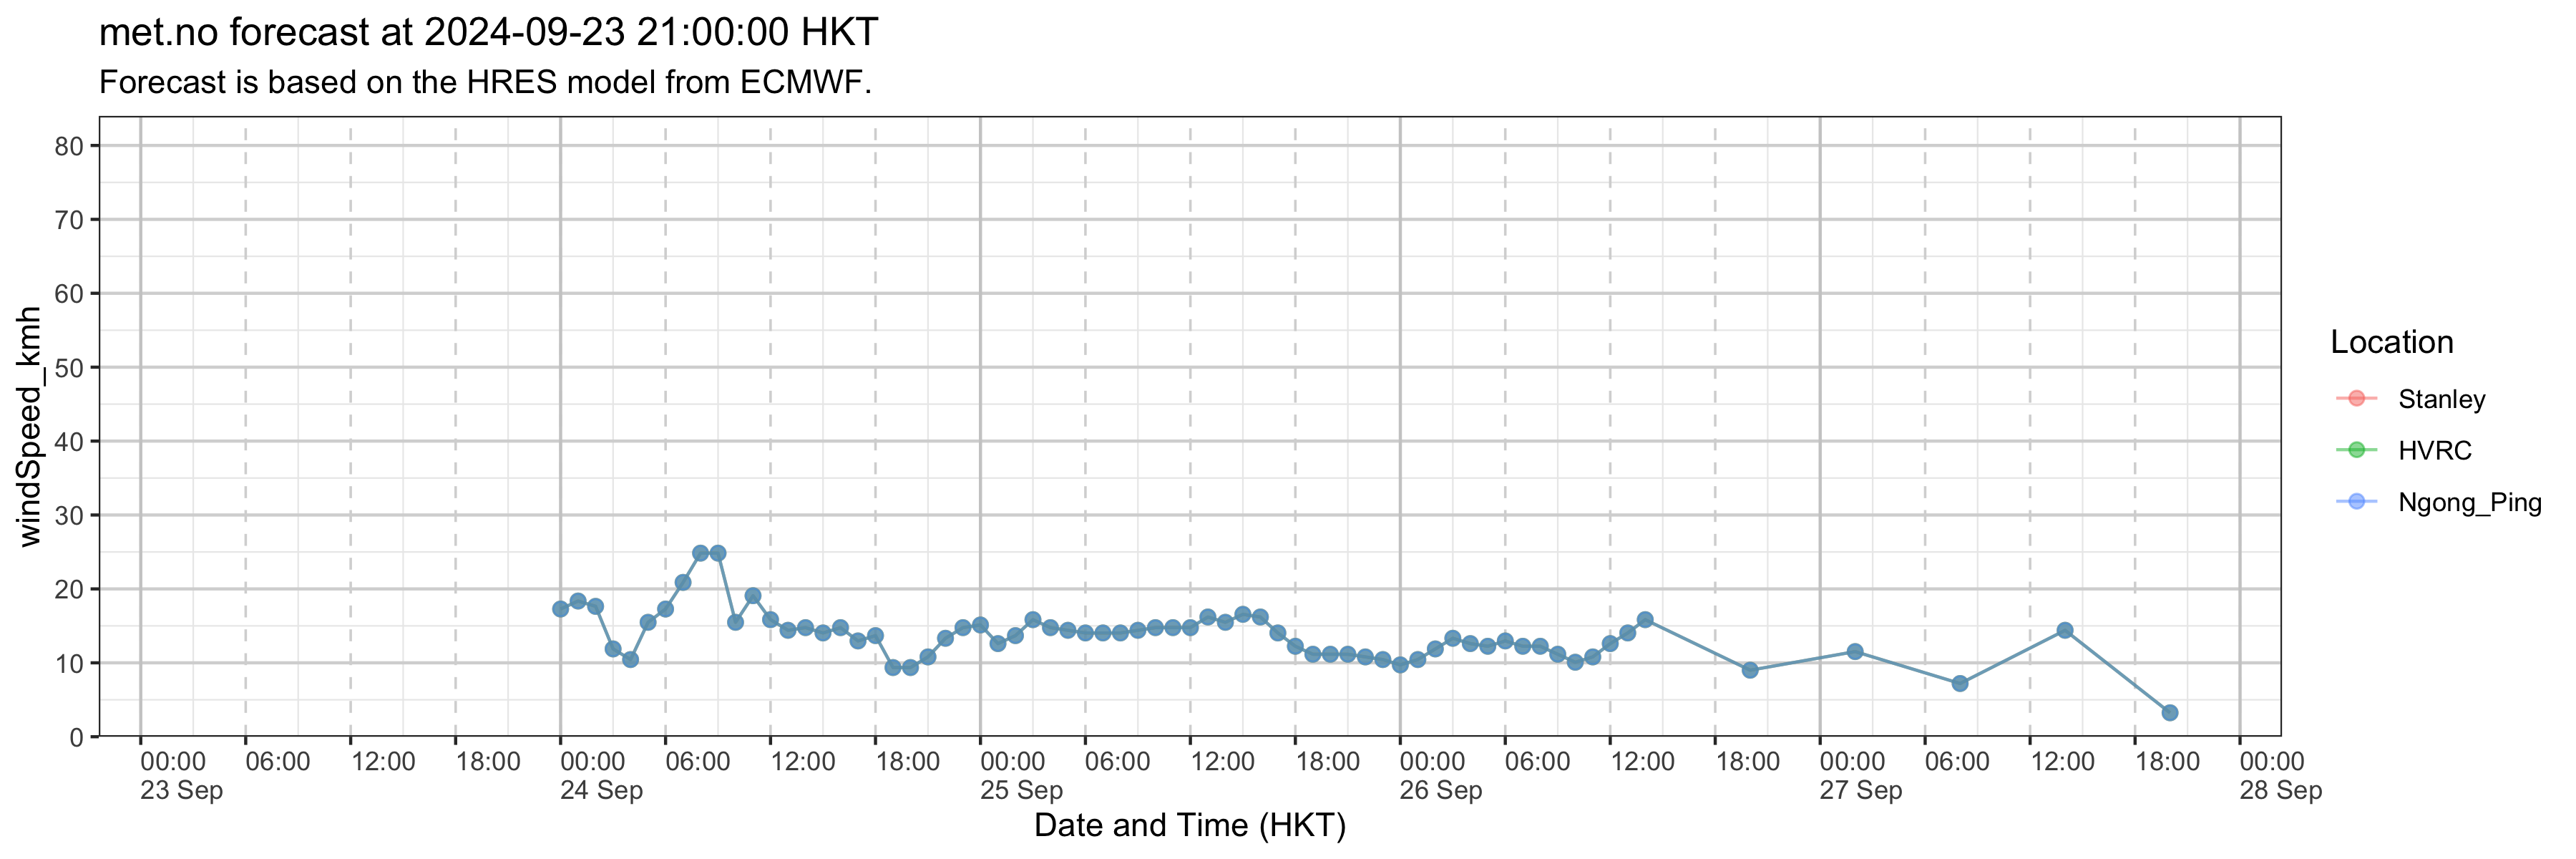 met.no forecast at 2024-09-23 21:00:00 HKT
Forecast is based on the HRES model from ECMWF.
windSpeed_kmh
80
70
60
50
40
30
20
10
0
00:00 06:00 12:00 18:00 00:00 06:00 12:00 18:00 00:00 06:00 12:00 18:00 00:00 06:00 12:00 18:00 00:00 06:00 12:00 18:00 00:00
23 Sep 24 Sep 25 Sep 26 Sep 27 Sep 28 Sep
Date and Time (HKT)
Location
Stanley
HVRC
Ngong_Ping